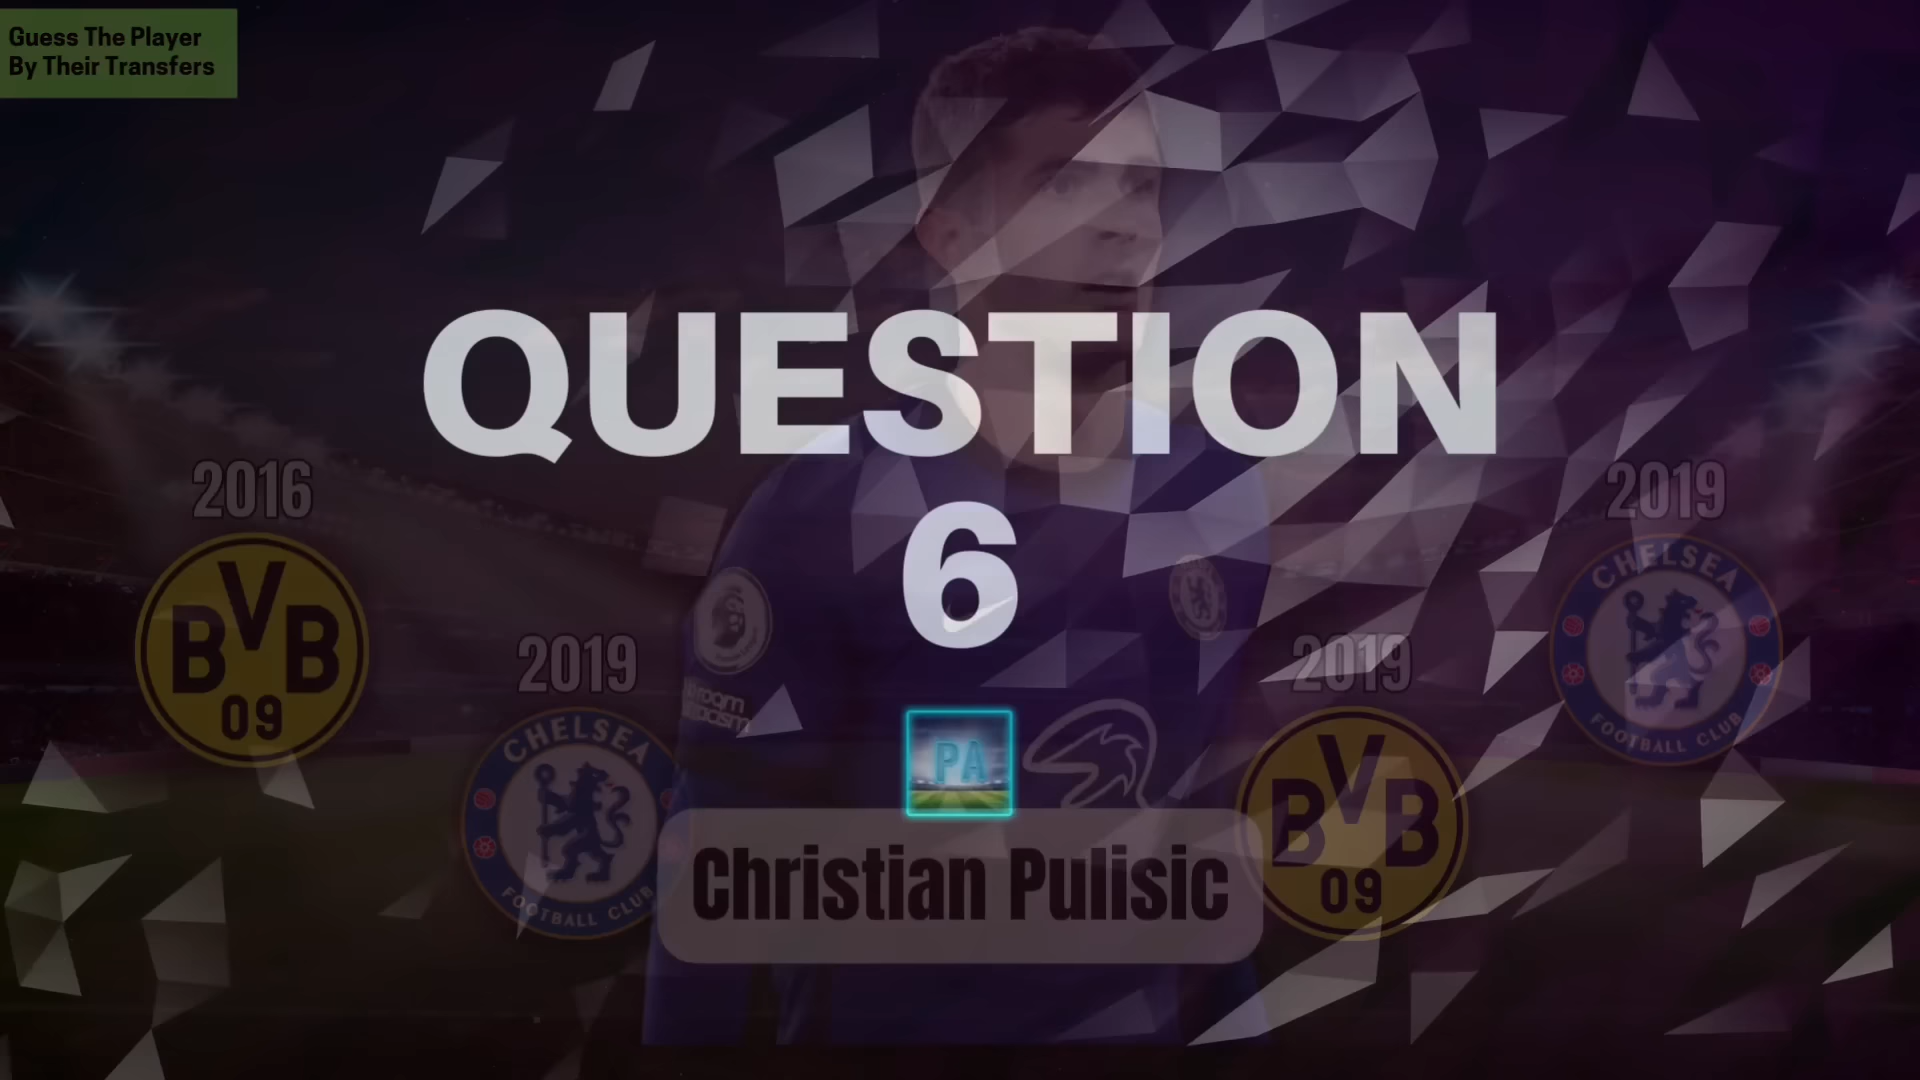 Guess The Player
By Their Transfers
QUESTION
6
2016
BVB
09
2019
CHELSEA
FOOTBALL CLUB
2019
BVB
09
2019
CHELSEA
FOOTBALL CLUB
PA
Christian Pulisic